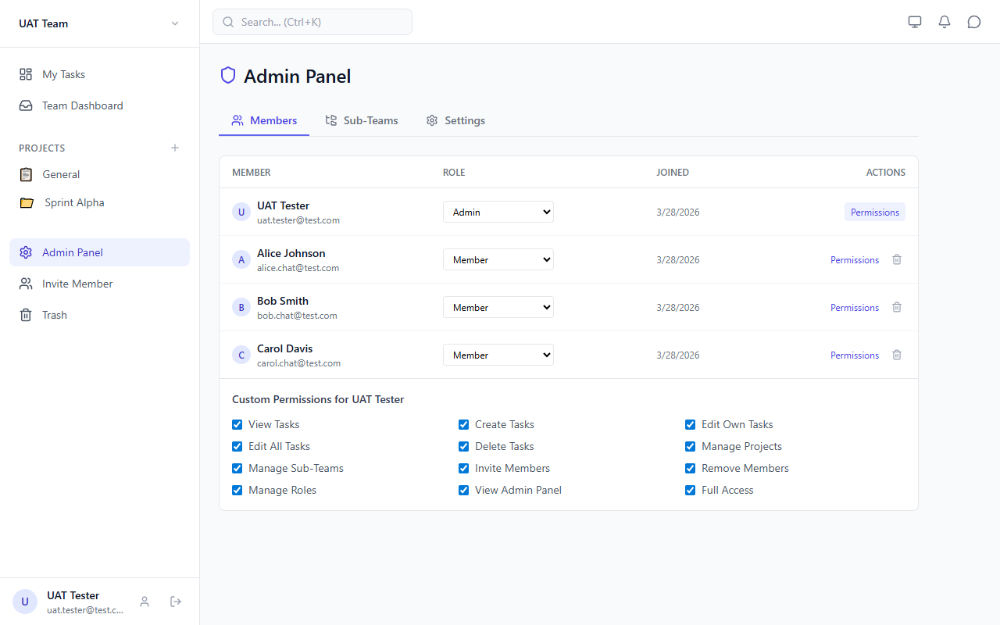 UAT Team
Search... (Ctrl+K)
My Tasks
Team Dashboard
PROJECTS
General
Sprint Alpha
Admin Panel
Invite Member
Trash
Admin Panel
Members Sub-Teams Settings
MEMBER ROLE JOINED ACTIONS
U UAT Tester Admin 3/28/2026 Permissions
uat.tester@test.com
A Alice Johnson Member 3/28/2026 Permissions
alice.chat@test.com
B Bob Smith Member 3/28/2026 Permissions
bob.chat@test.com
C Carol Davis Member 3/28/2026 Permissions
carol.chat@test.com
Custom Permissions for UAT Tester
View Tasks Create Tasks Edit Own Tasks
Edit All Tasks Delete Tasks Manage Projects
Manage Sub-Teams Invite Members Remove Members
Manage Roles View Admin Panel Full Access
U UAT Tester
uat.tester@test.c...